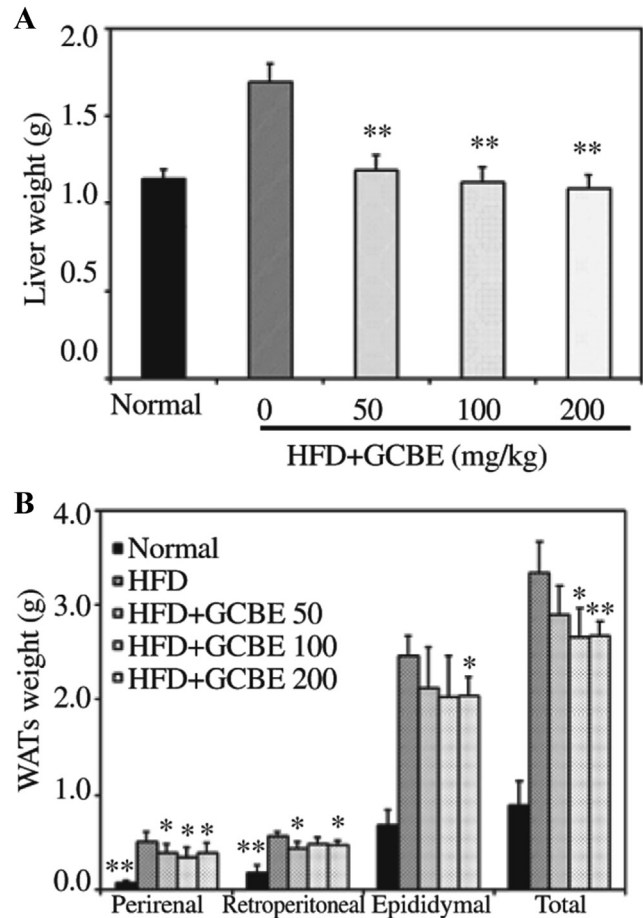 A
Liver weight (g)
2.0
1.5
1.0
0.5
0.0
** ** **
Normal 0 50 100 200
HFD+GCBE (mg/kg)
B
WATs weight (g)
4.0
3.0
2.0
1.0
0.0
Normal
HFD
HFD+GCBE 50
HFD+GCBE 100
HFD+GCBE 200
** * * *
** * *
*
* **
Perirenal Retroperitoneal Epididymal Total